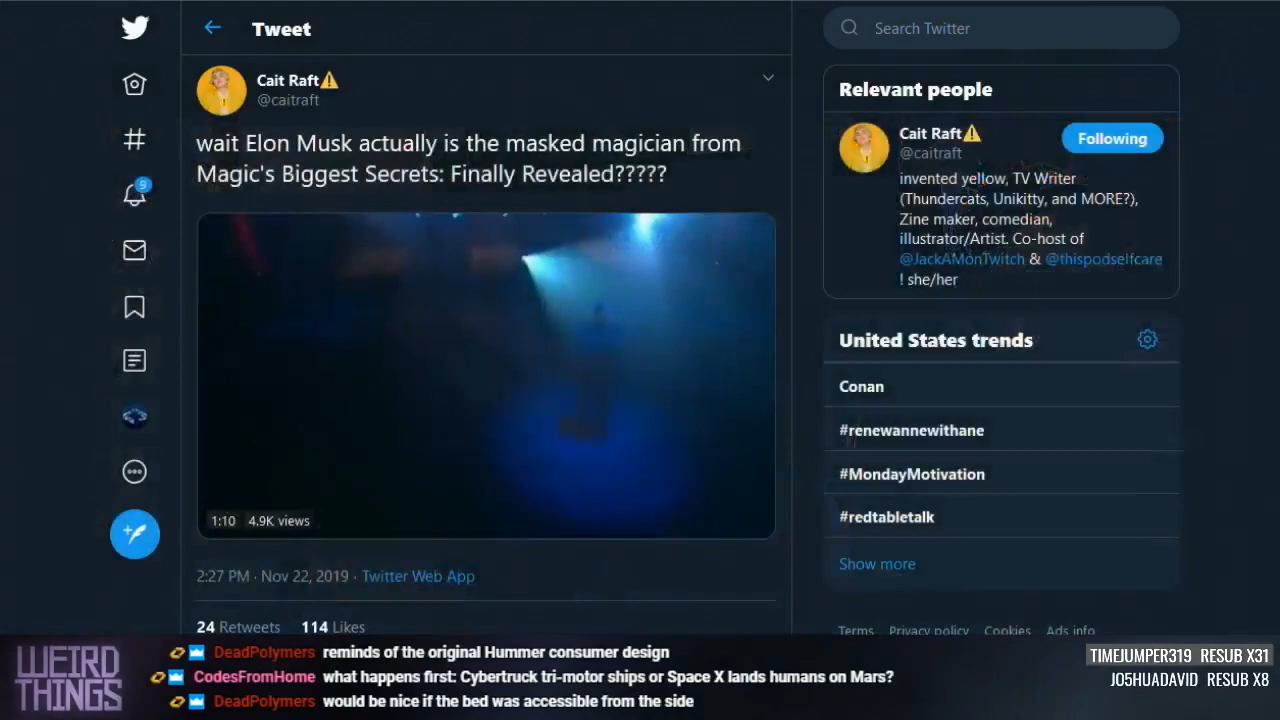 Tweet
Search Twitter
Cait Raft⚠️
@caitraft
wait Elon Musk actually is the masked magician from
Magic's Biggest Secrets: Finally Revealed?????
1:10 4.9K views
2:27 PM · Nov 22, 2019 · Twitter Web App
24 Retweets 114 Likes
9
Relevant people
Cait Raft⚠️
@caitraft
Following
invented yellow, TV Writer
(Thundercats, Unikitty, and MORE?),
Zine maker, comedian,
illustrator/Artist. Co-host of
@JackAMonTwitch & @thispodselfcare
! she/her
United States trends
Conan
#renewannewithane
#MondayMotivation
#redtabletalk
Show more
Terms Privacy policy Cookies Ads info
WEIRD
THINGS
DeadPolymers reminds of the original Hummer consumer design
CodesFromHome what happens first: Cybertruck tri-motor ships or Space X lands humans on Mars?
DeadPolymers would be nice if the bed was accessible from the side
TIMEJUMPER319 RESUB X31
JO5HUADAVID RESUB X8